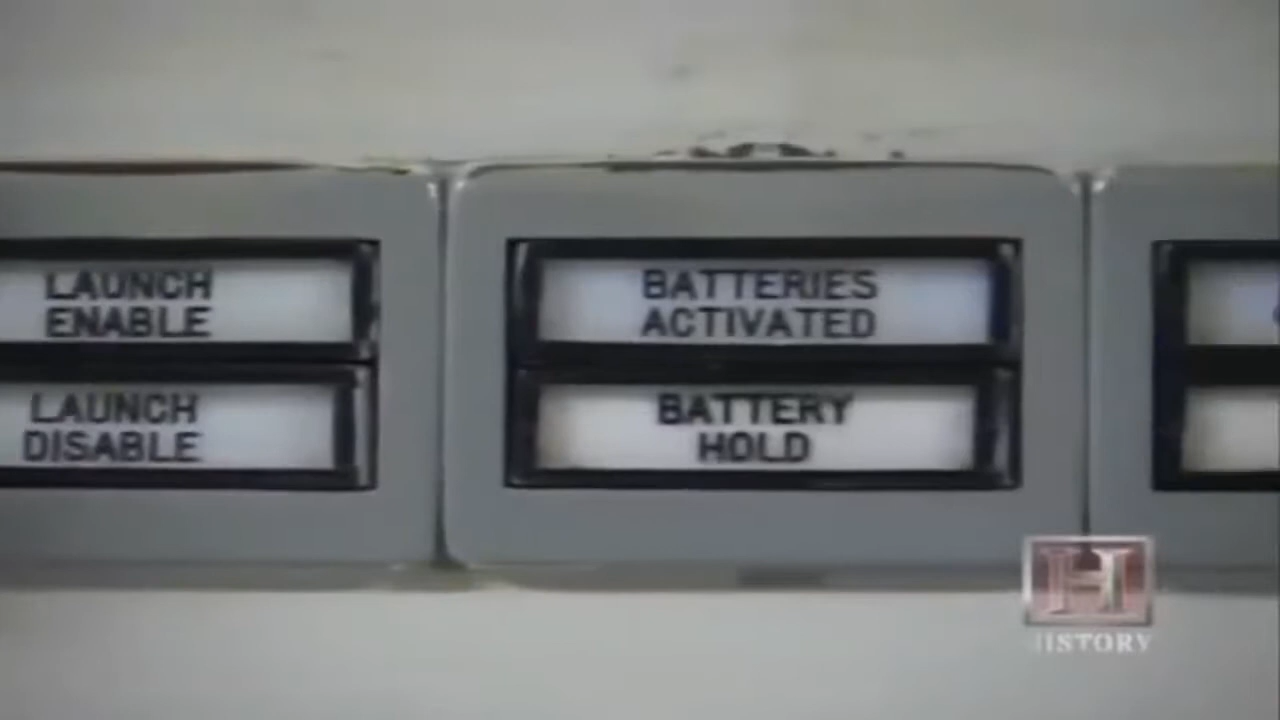 LAUNCH
ENABLE
LAUNCH
DISABLE
BATTERIES
ACTIVATED
BATTERY
HOLD
H
HISTORY